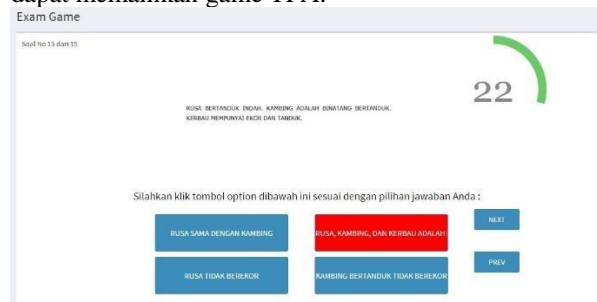 dapat memainkan game TPA.
Exam Game
Soal No 15 dari 15
22
RUSA BERTANDUK INDAH. KAMBING ADALAH BINATANG BERTANDUK.
KERBAU MEMPUNYAI EKOR DAN TANDUK.
Silahkan klik tombol option dibawah ini sesuai dengan pilihan jawaban Anda :
RUSA SAMA DENGAN KAMBING
RUSA, KAMBING, DAN KERBAU ADALAH
NEXT
RUSA TIDAK BEREKOR
KAMBING BERTANDUK TIDAK BEREKOR
PREV